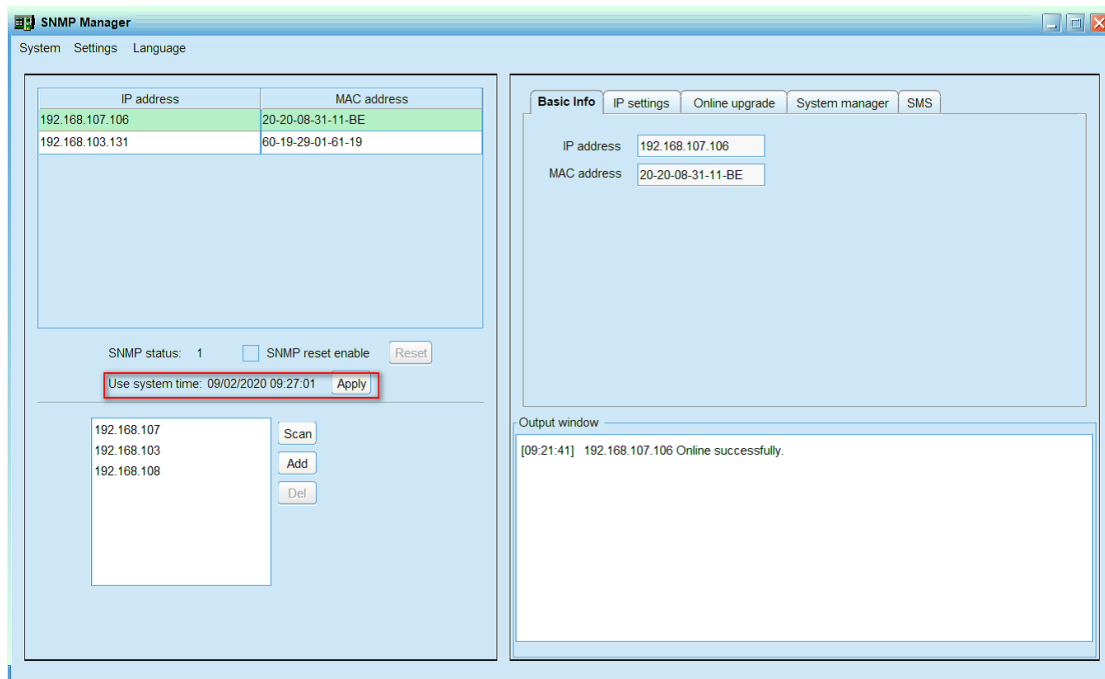 SNMP Manager
System Settings Language
IP address MAC address
192.168.107.106 20-20-08-31-11-BE
192.168.103.131 60-19-29-01-61-19
SNMP status: 1 SNMP reset enable Reset
Use system time: 09/02/2020 09:27:01 Apply
192.168.107
192.168.103
192.168.108
Scan
Add
Del
Basic Info IP settings Online upgrade System manager SMS
IP address 192.168.107.106
MAC address 20-20-08-31-11-BE
Output window
[09:21:41] 192.168.107.106 Online successfully.